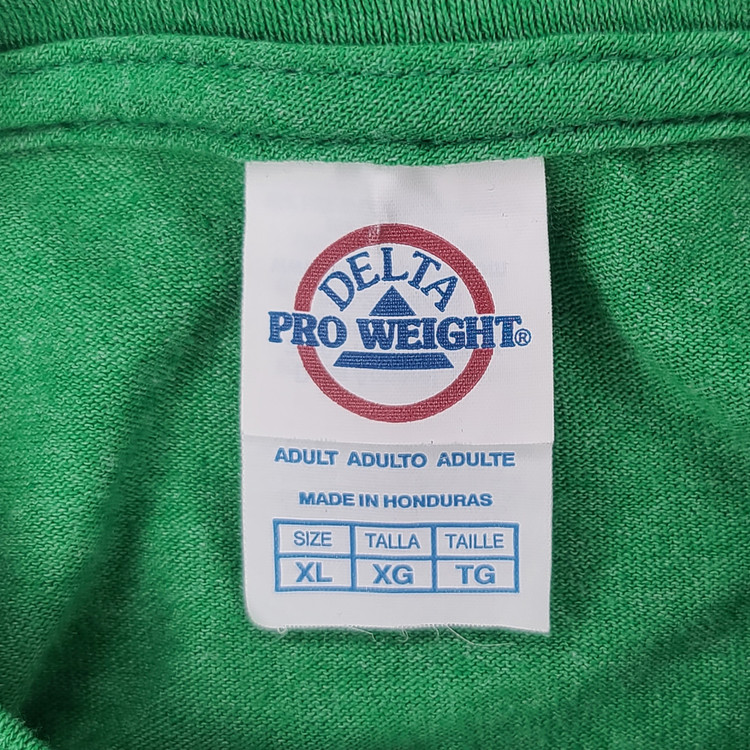 DELTA
PRO WEIGHT®
ADULT ADULTO ADULTE
MADE IN HONDURAS
SIZE TALLA TAILLE
XL XG TG